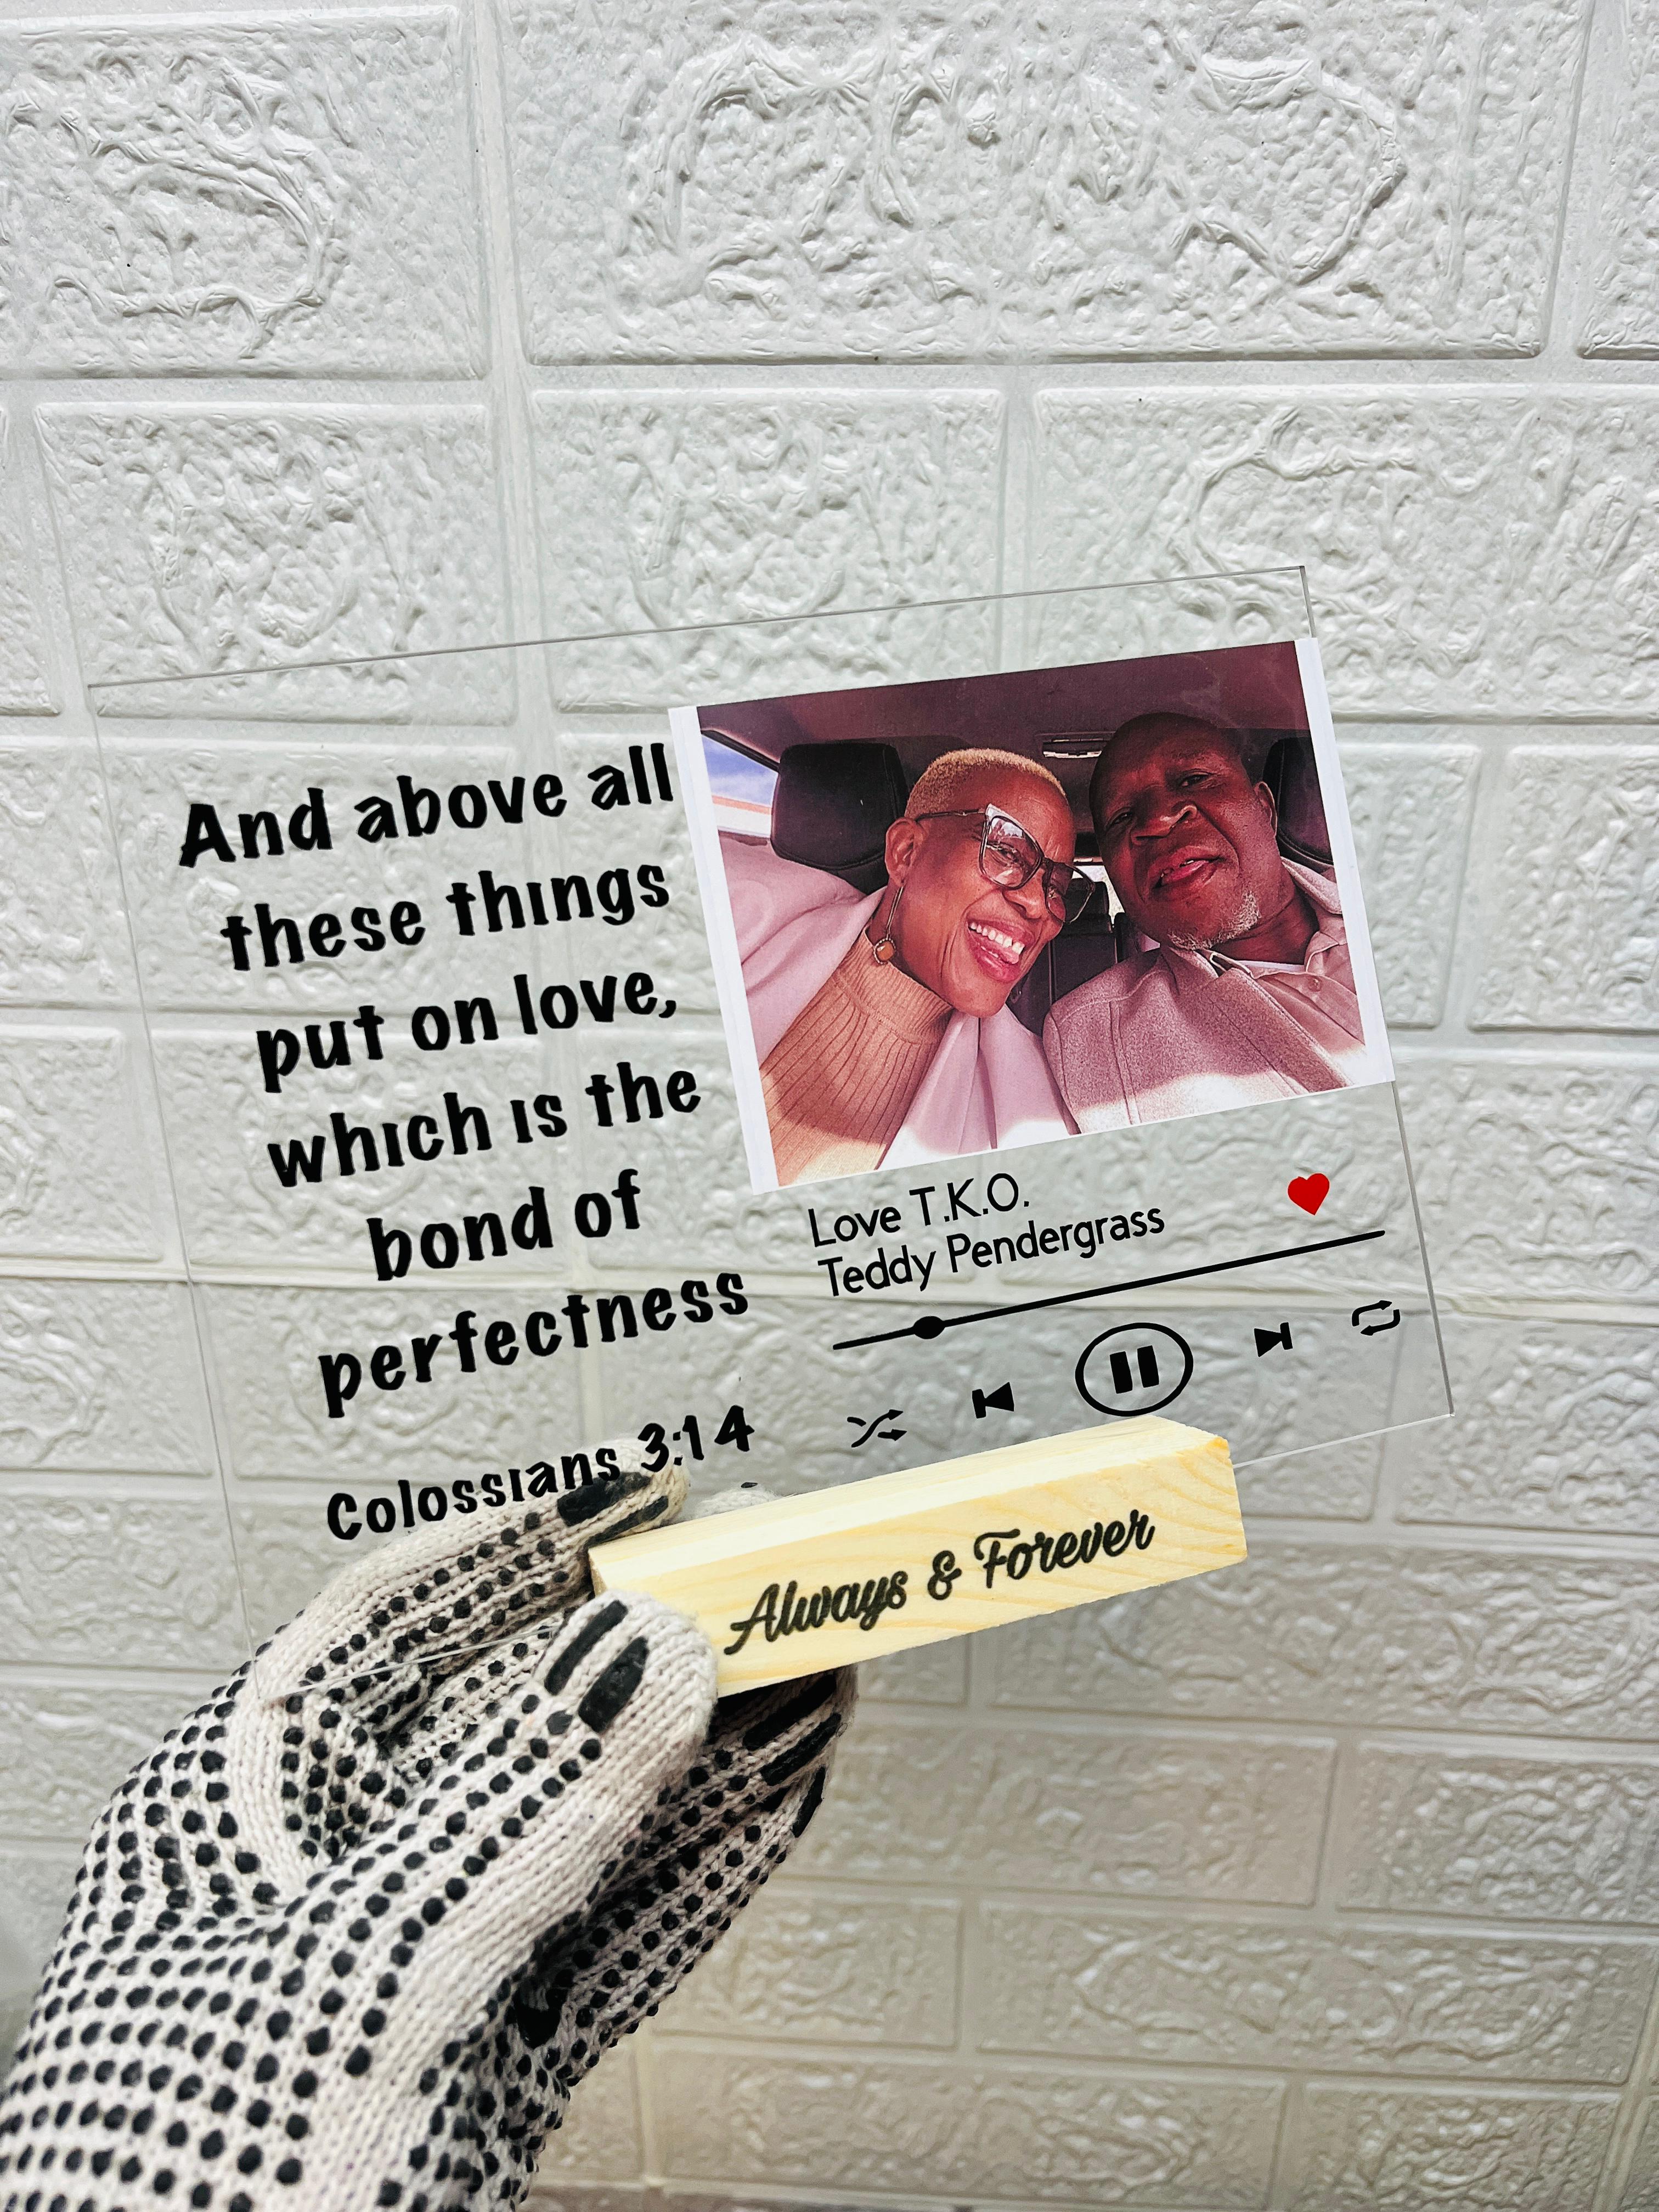 And above all
these things
put on love,
which is the
bond of
perfectness
Colossians 3:14
Love T.K.O.
Teddy Pendergrass
Always & Forever